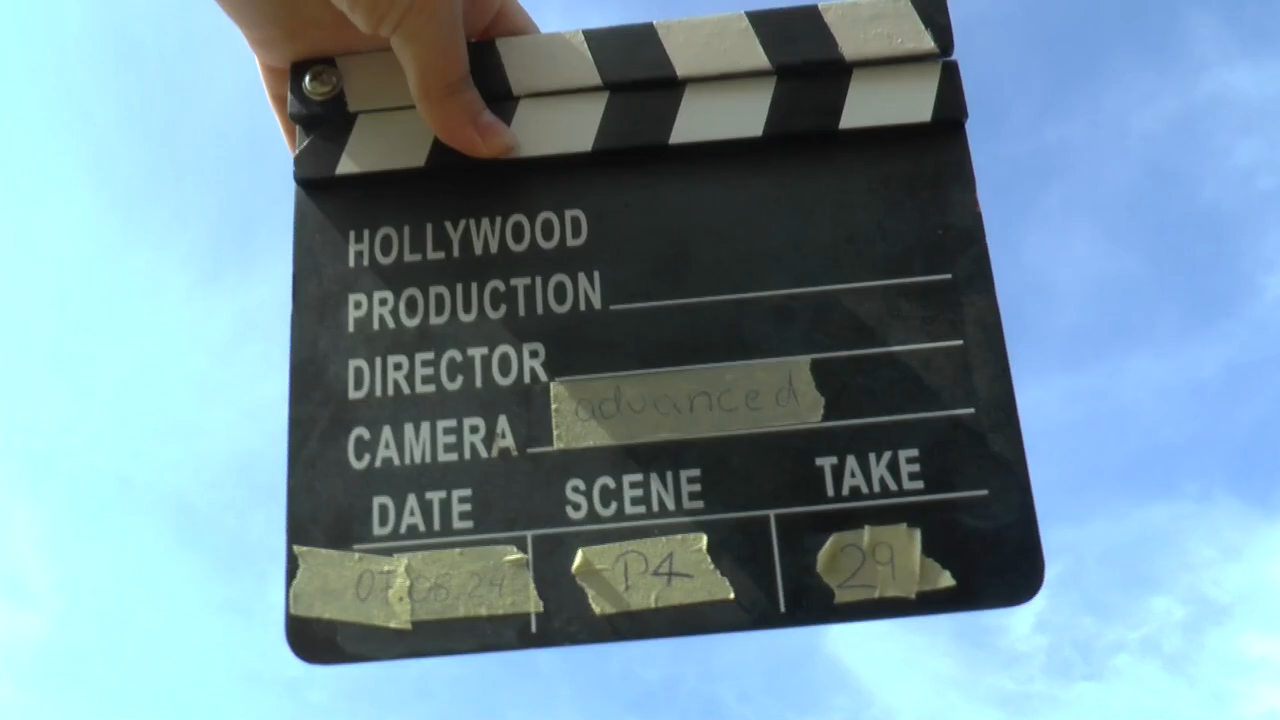 HOLLYWOOD
PRODUCTION
DIRECTOR
CAMERA advanced
DATE SCENE TAKE
07.08.24 P4 29